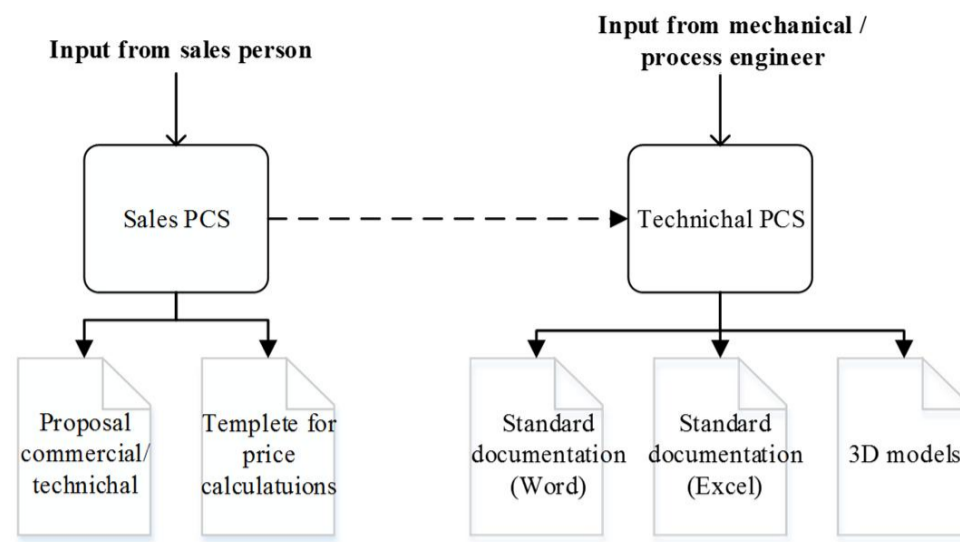 Input from sales person
Input from mechanical /
process engineer
Sales PCS
Technichal PCS
Proposal
commercial/
technichal
Templete for
price
calculatuions
Standard
documentation
(Word)
Standard
documentation
(Excel)
3D models